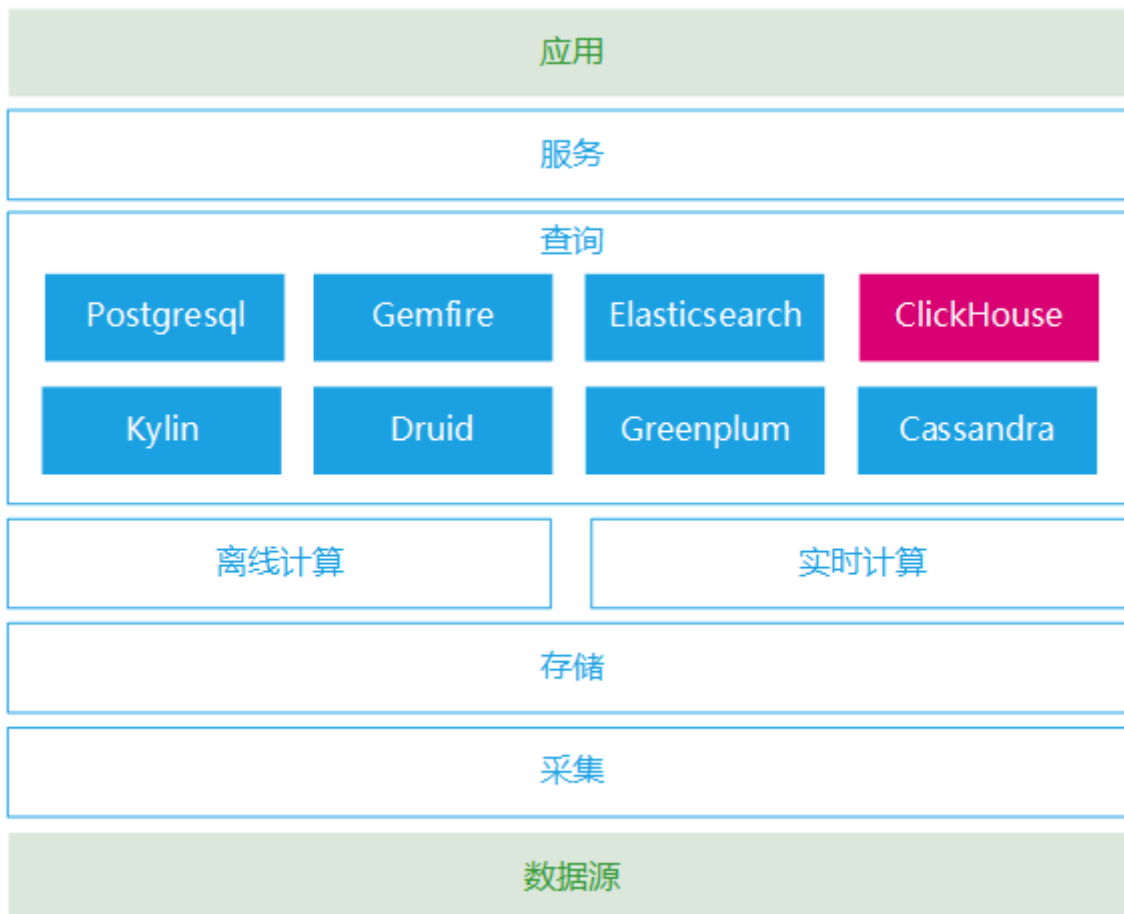 应用
服务
查询
Postgresql Gemfire Elasticsearch ClickHouse
Kylin Druid Greenplum Cassandra
离线计算 实时计算
存储
采集
数据源